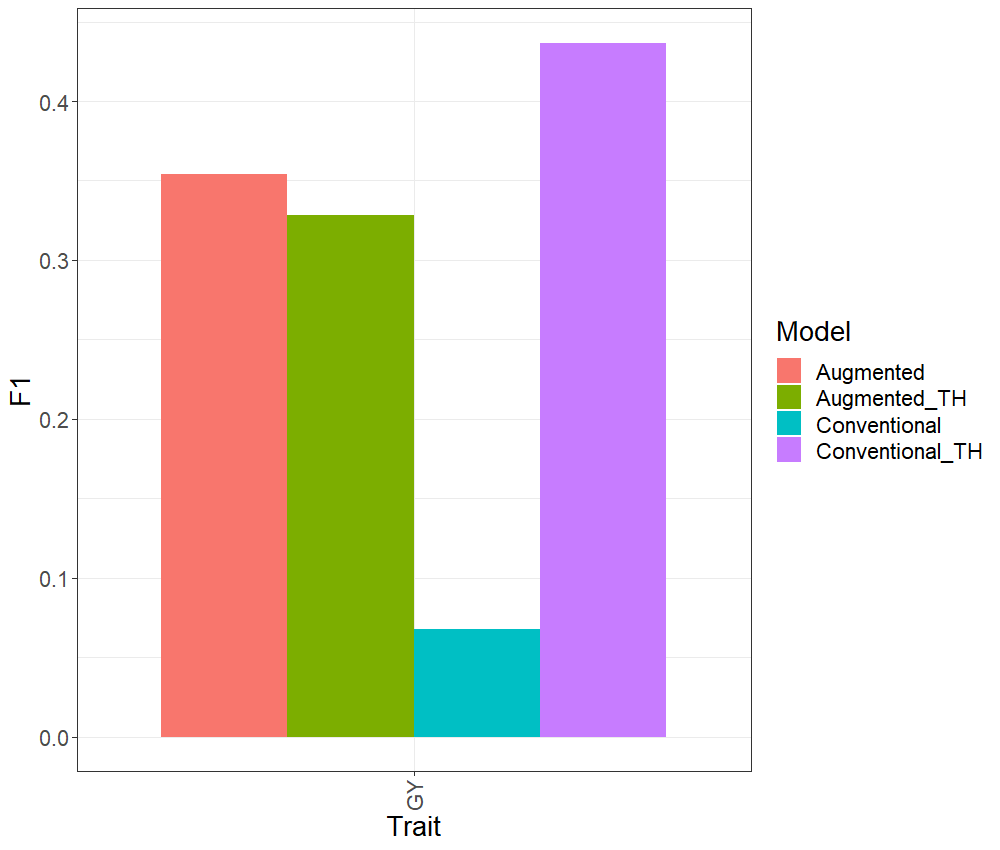 F1
0.4
0.3
0.2
0.1
0.0
GY
Trait
Model
Augmented
Augmented_TH
Conventional
Conventional_TH